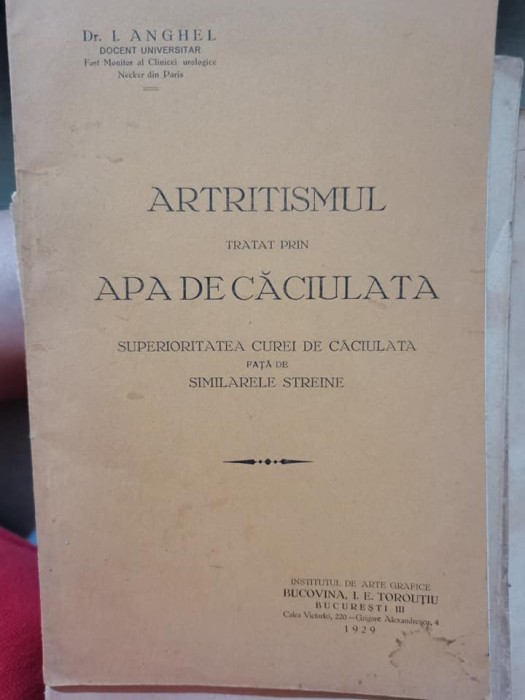 Dr. I. ANGHEL
DOCENT UNIVERSITAR
Fost Monitor al Clinicei urologice
Necker din Paris
ARTRITISMUL
TRATAT PRIN
APA DE CĂCIULATA
SUPERIORITATEA CUREI DE CĂCIULATA
FAȚĂ DE
SIMILARELE STREINE
INSTITUTUL DE ARTE GRAFICE
BUCOVINA, I. E. TOROUȚIU
BUCUREȘTI III
Calea Victoriei, 220 — Grigore Alexandrescu, 4
1929